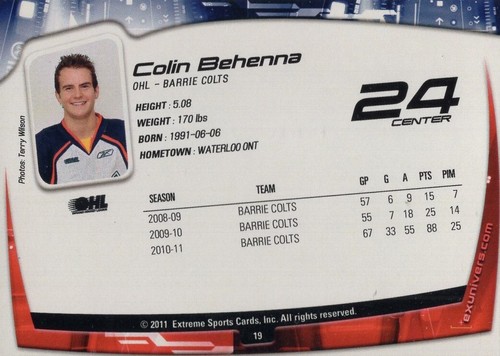 Colin Behenna
OHL - BARRIE COLTS
HEIGHT : 5.08
WEIGHT : 170 lbs
BORN : 1991-06-06
HOMETOWN : WATERLOO ONT
24
CENTER
Photos: Terry Wilson
OHL
SEASON TEAM GP G A PTS PIM
2008-09 BARRIE COLTS 57 6 9 15 7
2009-10 BARRIE COLTS 55 7 18 25 14
2010-11 BARRIE COLTS 67 33 55 88 25
exunivers.com
© 2011 Extreme Sports Cards, Inc. All rights reserved.
19